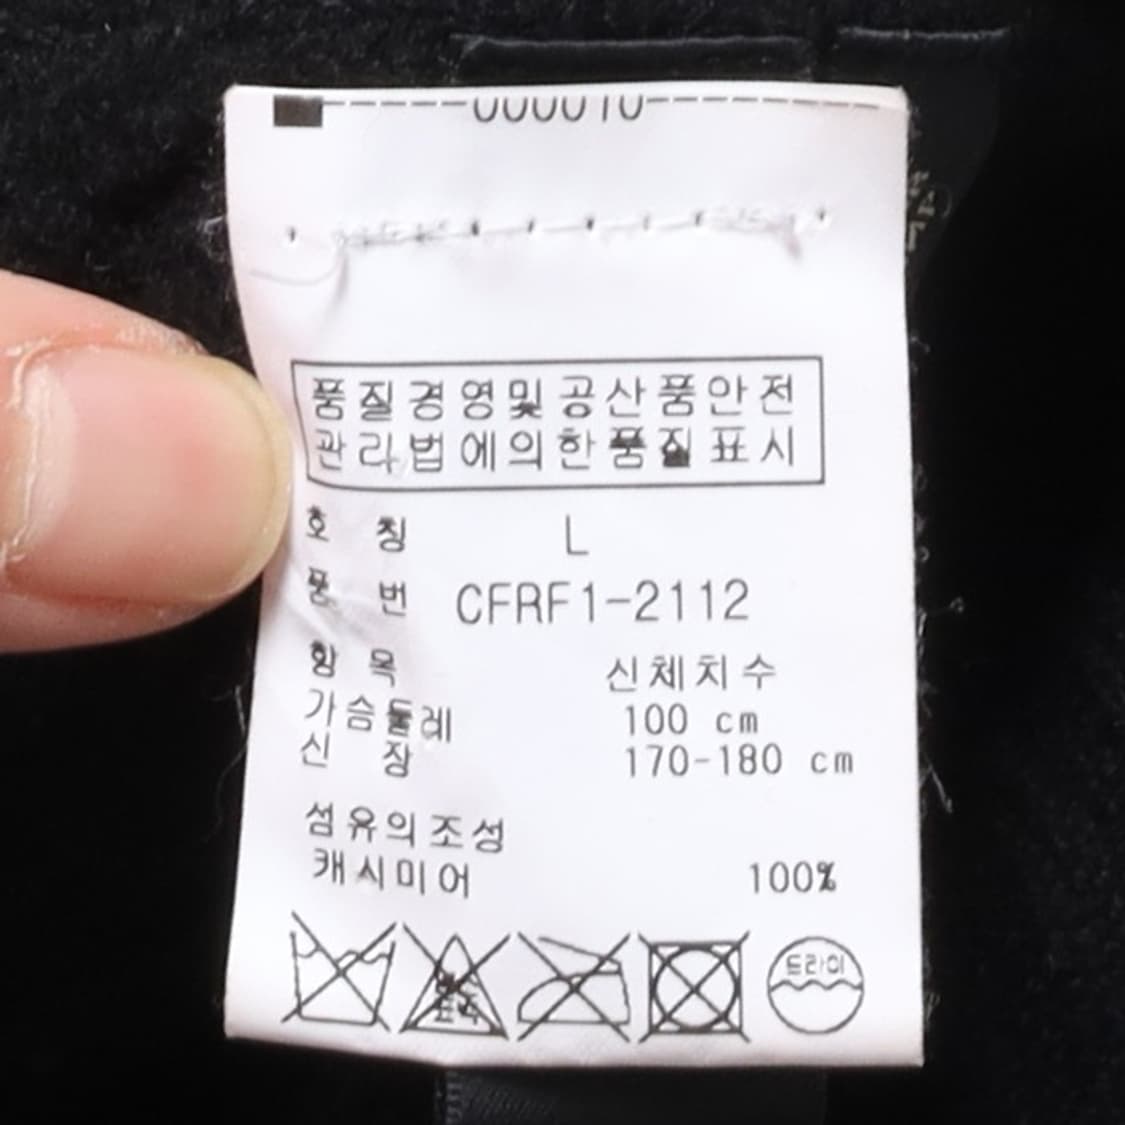 000010
품질경영및공산품안전
관리법에의한품질표시
호 칭 L
품 번 CFRF1-2112
항 목 신체치수
가슴둘레 100 cm
신 장 170-180 cm
섬유의조성
캐시미어 100%
드라이